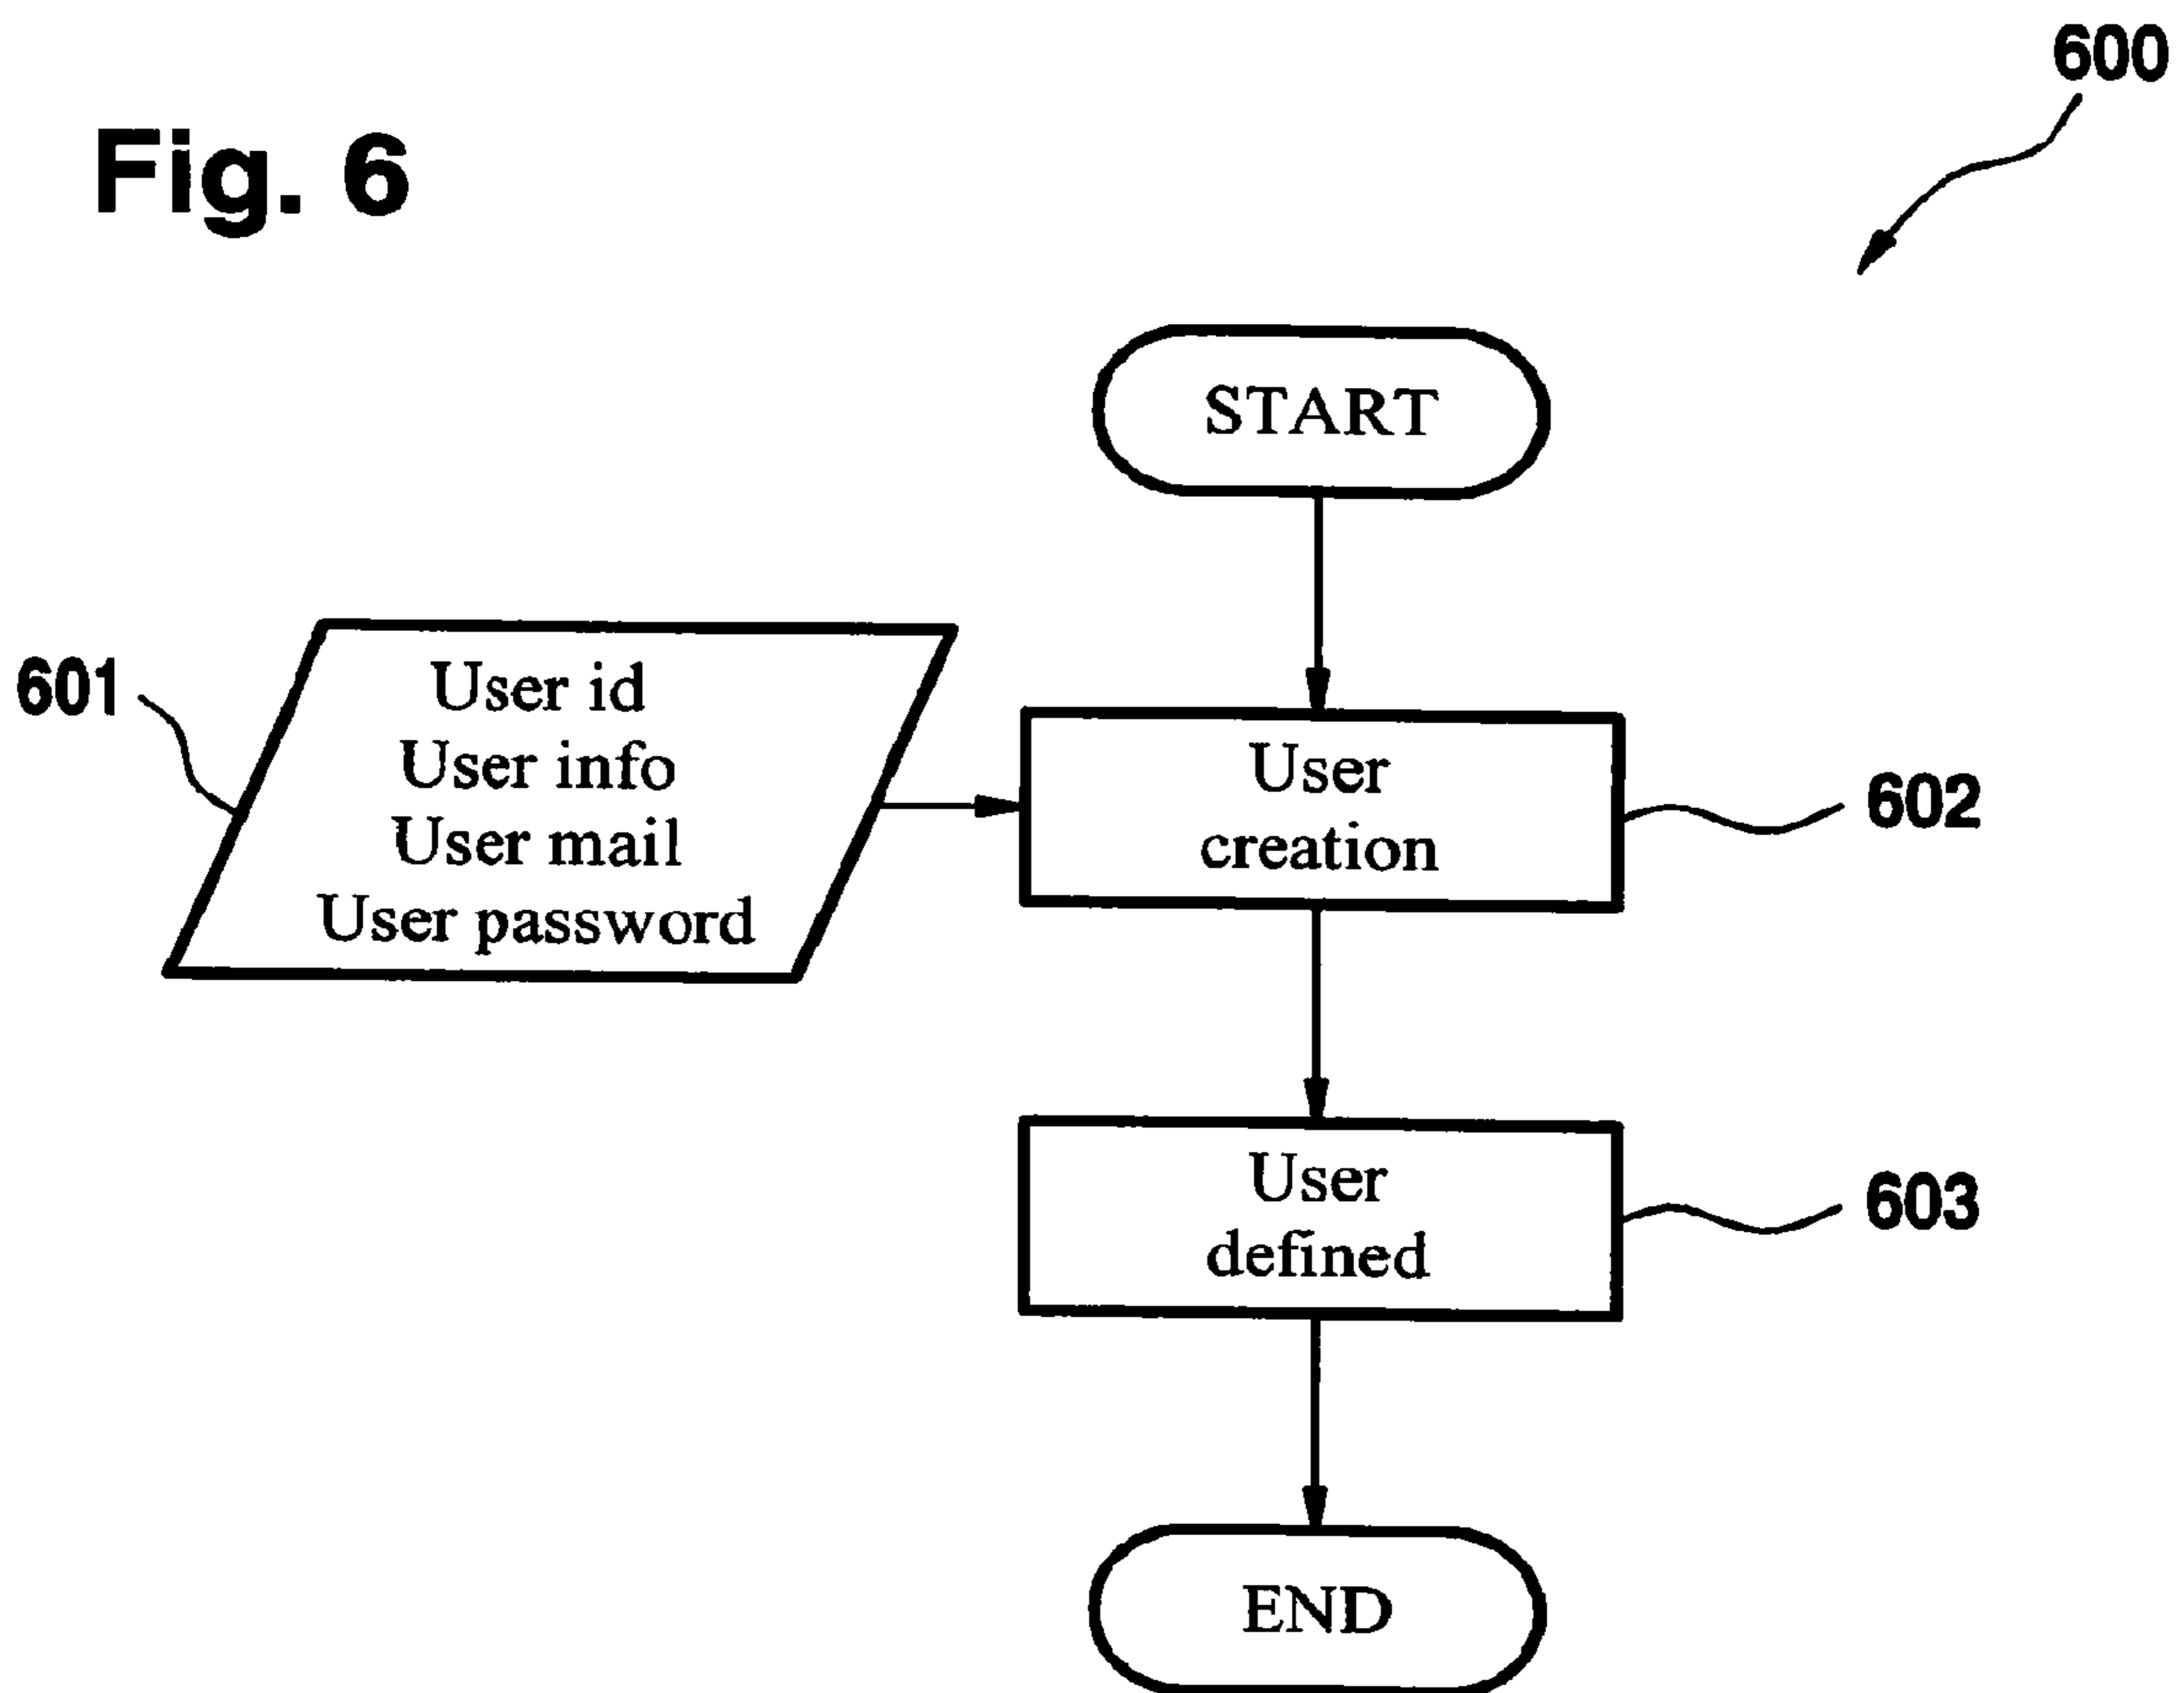 600
Fig. 6
START
601
User id
User info
User mail
User password
User
creation
602
User
defined
603
END